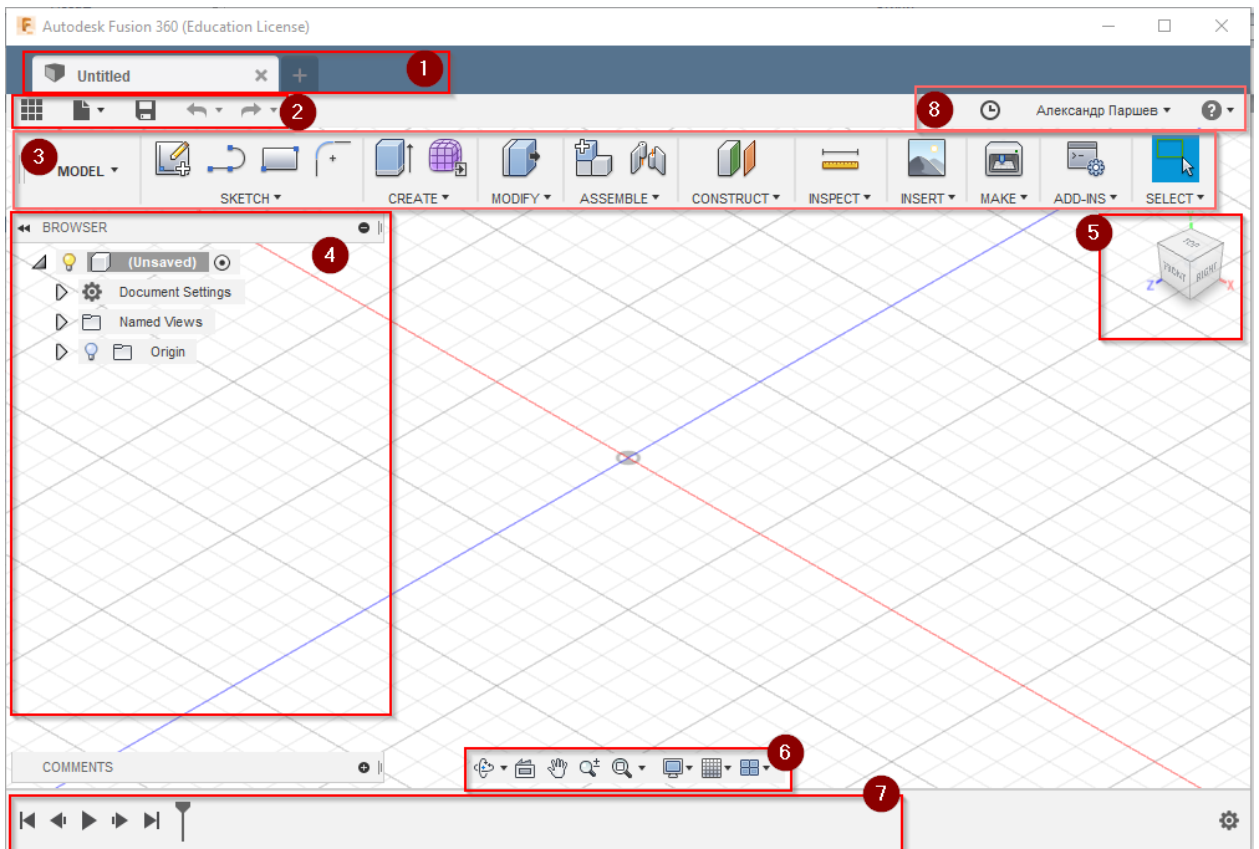 Autodesk Fusion 360 (Education License)
Untitled
1
2
8
Александр Паршев
3
MODEL
SKETCH
CREATE
MODIFY
ASSEMBLE
CONSTRUCT
INSPECT
INSERT
MAKE
ADD-INS
SELECT
BROWSER
4
5
(Unsaved)
TOP
FRONT
RIGHT
Z
X
Document Settings
Named Views
Origin
6
COMMENTS
7